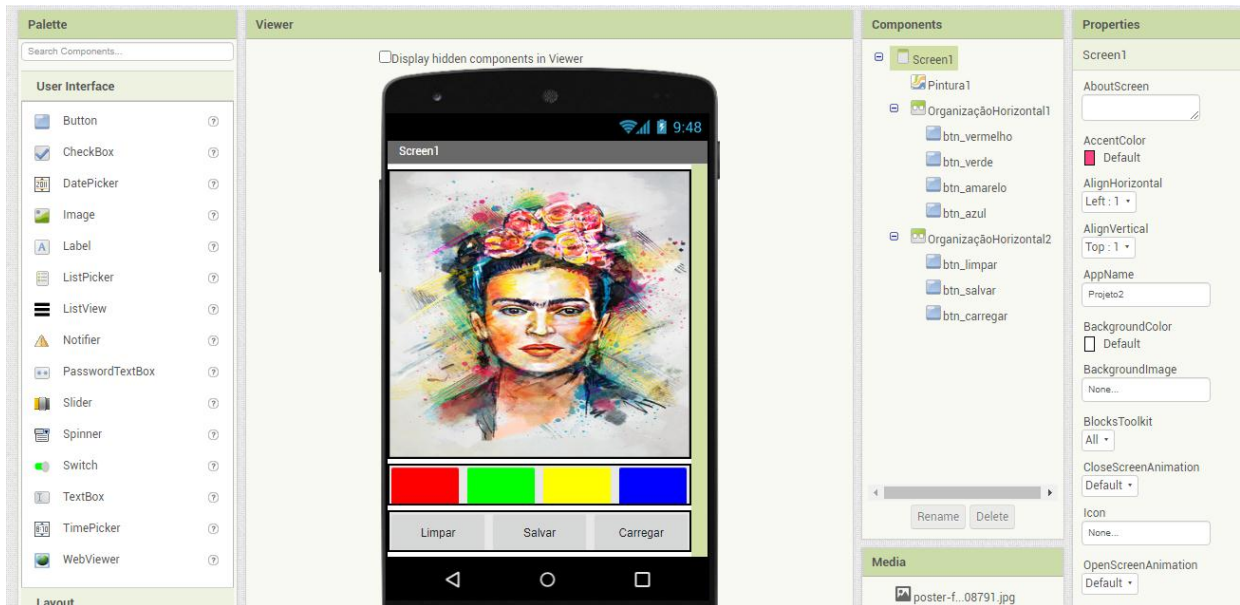 Palette
Search Components...
User Interface
Button
CheckBox
DatePicker
Image
Label
ListPicker
ListView
Notifier
PasswordTextBox
Slider
Spinner
Switch
TextBox
TimePicker
WebViewer
Layout
Viewer
Display hidden components in Viewer
9:48
Screen1
Limpar Salvar Carregar
Components
Screen1
Pintura1
OrganizaçãoHorizontal1
btn_vermelho
btn_verde
btn_amarelo
btn_azul
OrganizaçãoHorizontal2
btn_limpar
btn_salvar
btn_carregar
Rename Delete
Media
poster-f...08791.jpg
Properties
Screen1
AboutScreen
AccentColor
Default
AlignHorizontal
Left : 1
AlignVertical
Top : 1
AppName
Projeto2
BackgroundColor
Default
BackgroundImage
None...
BlocksToolkit
All
CloseScreenAnimation
Default
Icon
None...
OpenScreenAnimation
Default